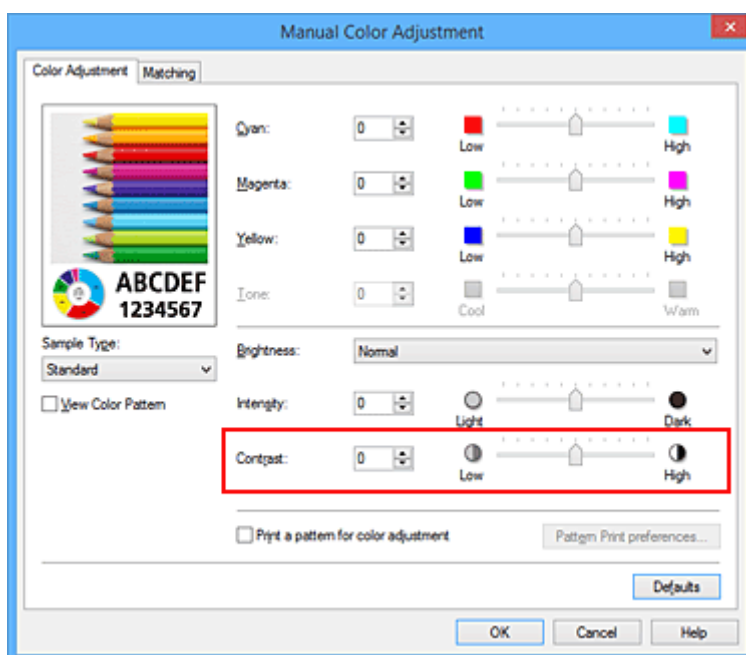 Manual Color Adjustment
Color Adjustment Matching
Cyan: 0 Low High
Magenta: 0 Low High
Yellow: 0 Low High
Tone: 0 Cool Warm
ABCDEF
1234567
Sample Type:
Standard
View Color Pattern
Brightness: Normal
Intensity: 0 Light Dark
Contrast: 0 Low High
Print a pattern for color adjustment Pattern Print preferences...
Defaults
OK Cancel Help